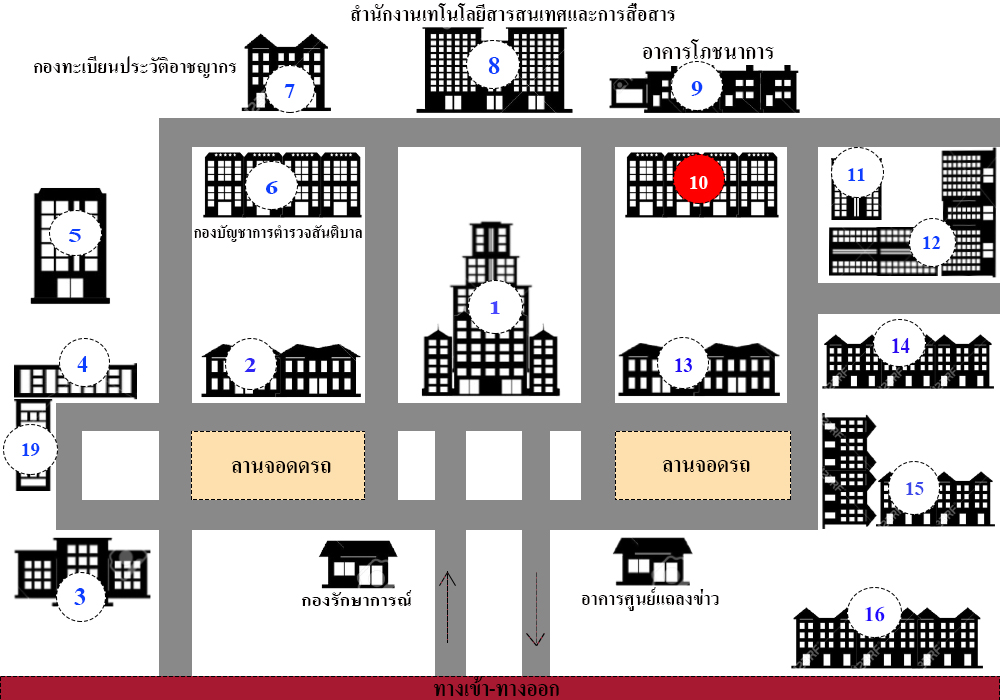 สำนักงานเทโนโลยีสารสนเทศและการสื่อสาร
กองทะเบียนประวัติอาชญากร
อาคารโภชนาการ
7
8
9
6
10
11
กองบัญชาการตำรวจสันติบาล
5
12
1
4
2
13
14
19
ลานจอดดรถ
ลานจอดรถ
15
3
กองรักษาการณ์
อาคารศูนย์แถลงข่าว
16
ทางเข้า-ทางออก